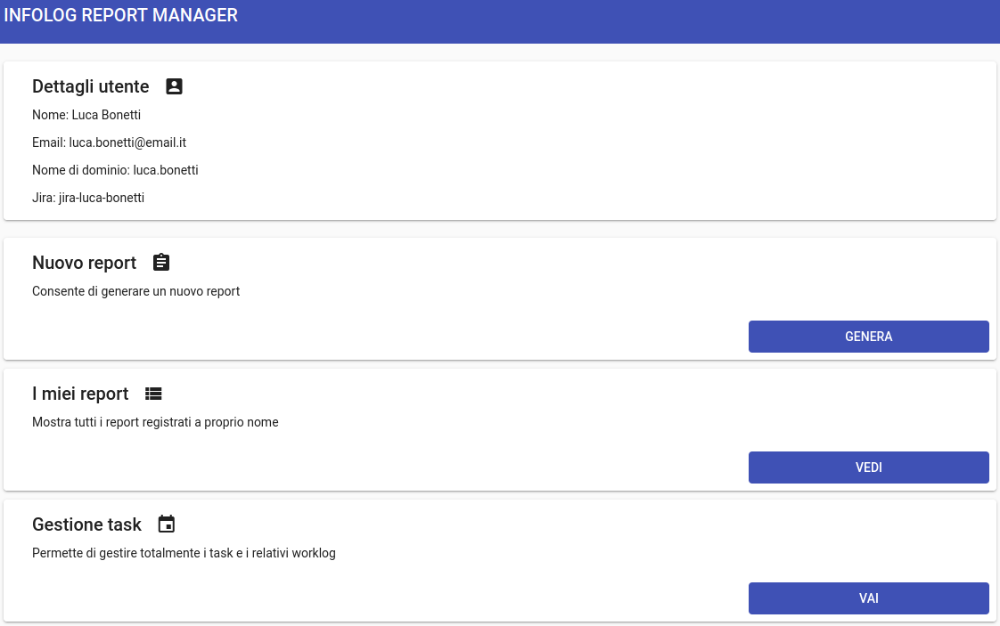 INFOLOG REPORT MANAGER
Dettagli utente
Nome: Luca Bonetti
Email: luca.bonetti@email.it
Nome di dominio: luca.bonetti
Jira: jira-luca-bonetti
Nuovo report
Consente di generare un nuovo report
GENERA
I miei report
Mostra tutti i report registrati a proprio nome
VEDI
Gestione task
Permette di gestire totalmente i task e i relativi worklog
VAI